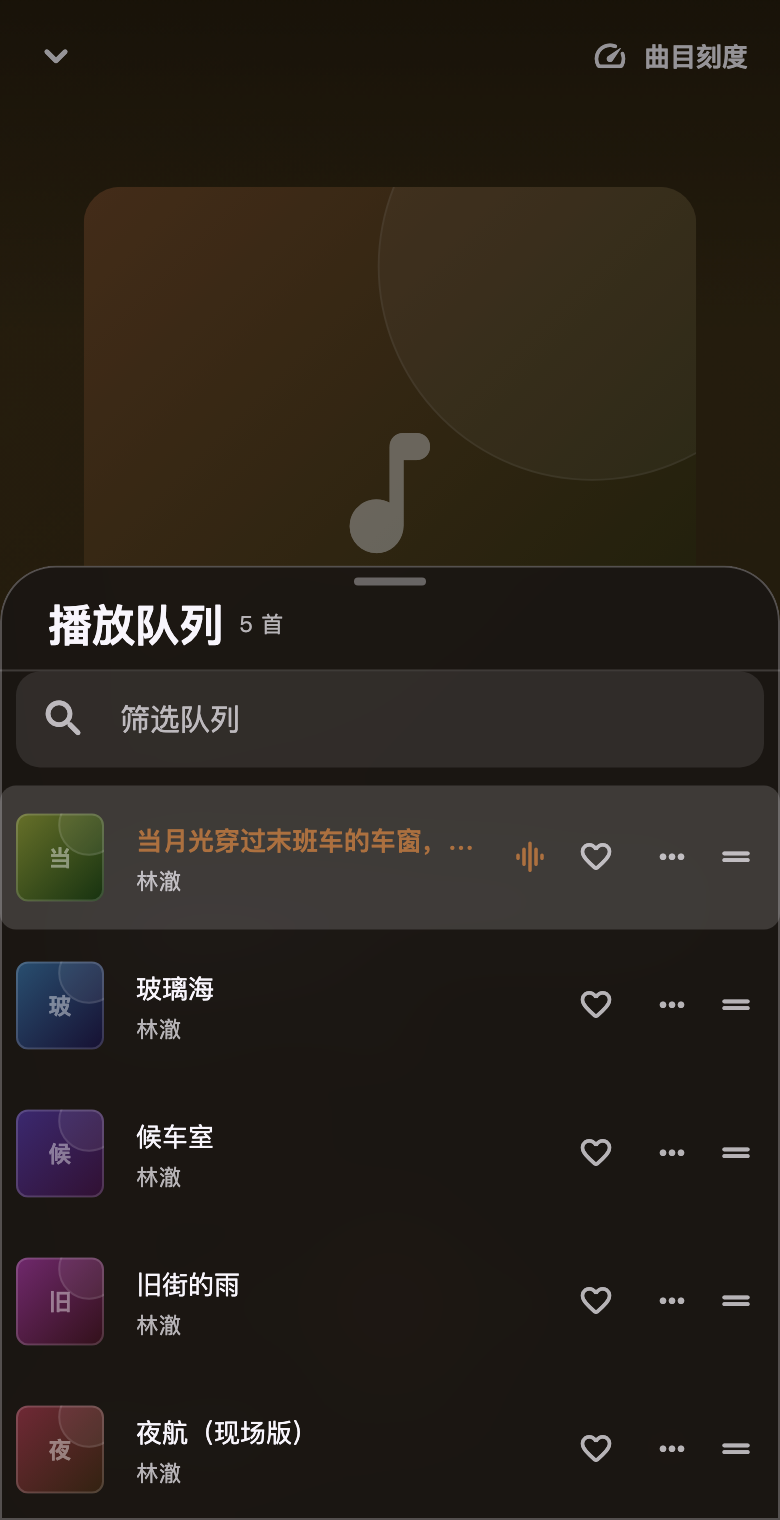 曲目刻度
播放队列 5 首
筛选队列
当
当月光穿过末班车的车窗，...
林澈
玻
玻璃海
林澈
候
候车室
林澈
旧
旧街的雨
林澈
夜
夜航（现场版）
林澈